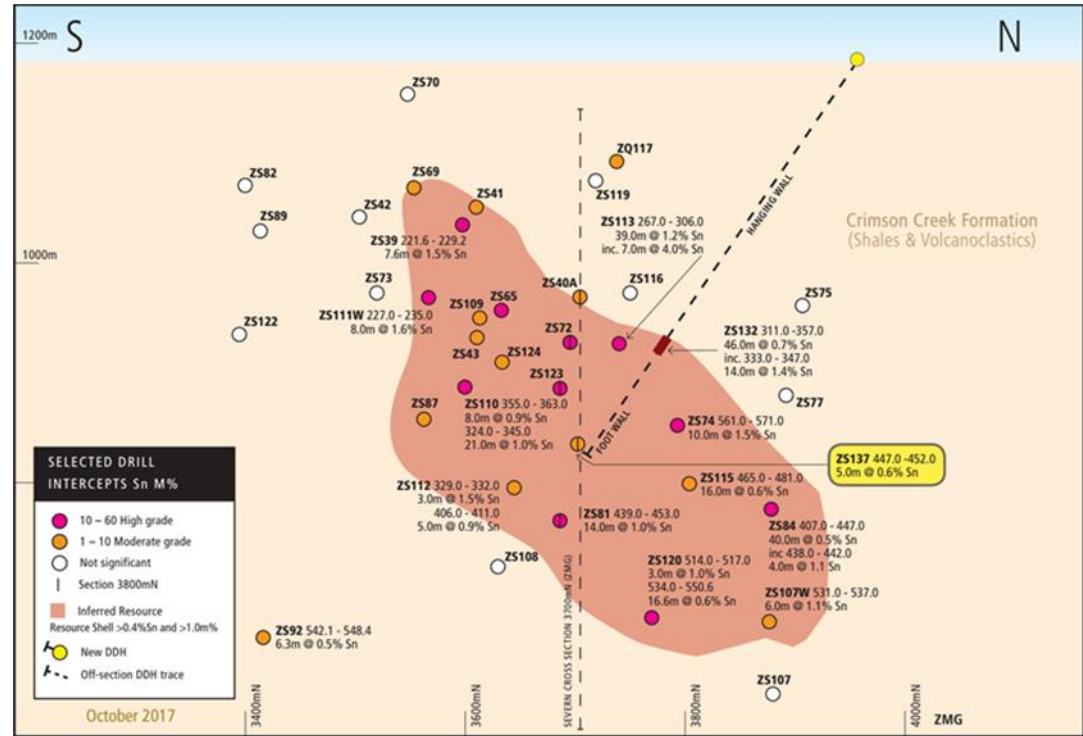 1200m
S
N
ZS70
ZQ117
ZS82
ZS69
ZS41
ZS119
ZS89
ZS42
ZS113 267.0 - 306.0
39.0m @ 1.2% Sn
inc. 7.0m @ 4.0% Sn
HANGING WALL
Crimson Creek Formation
(Shales & Volcanoclastics)
ZS39 221.6 - 229.2
7.6m @ 1.5% Sn
1000m
ZS73
ZS40A
ZS116
ZS75
ZS109
ZS65
ZS111W 227.0 - 235.0
8.0m @ 1.6% Sn
ZS122
ZS72
ZS43
ZS124
ZS132 311.0 -357.0
46.0m @ 0.7% Sn
inc. 333.0 - 347.0
14.0m @ 1.4% Sn
ZS123
ZS77
ZS87
ZS110 355.0 - 363.0
8.0m @ 0.9% Sn
324.0 - 345.0
21.0m @ 1.0% Sn
FOOT WALL
ZS74 561.0 - 571.0
10.0m @ 1.5% Sn
ZS137 447.0 -452.0
5.0m @ 0.6% Sn
ZS112 329.0 - 332.0
3.0m @ 1.5% Sn
406.0 - 411.0
5.0m @ 0.9% Sn
ZS115 465.0 - 481.0
16.0m @ 0.6% Sn
ZS81 439.0 - 453.0
14.0m @ 1.0% Sn
ZS84 407.0 - 447.0
40.0m @ 0.5% Sn
inc 438.0 - 442.0
4.0m @ 1.1 Sn
ZS108
ZS120 514.0 - 517.0
3.0m @ 1.0% Sn
534.0 - 550.6
16.6m @ 0.6% Sn
ZS107W 531.0 - 537.0
6.0m @ 1.1% Sn
ZS92 542.1 - 548.4
6.3m @ 0.5% Sn
ZS107
SEVERN CROSS SECTION 3700mN (ZMG)
SELECTED DRILL
INTERCEPTS Sn M%
10 – 60 High grade
1 – 10 Moderate grade
Not significant
Section 3800mN
Inferred Resource
Resource Shell >0.4%Sn and >1.0m%
New DDH
Off-section DDH trace
October 2017
3400mN
3600mN
3800mN
4000mN
ZMG